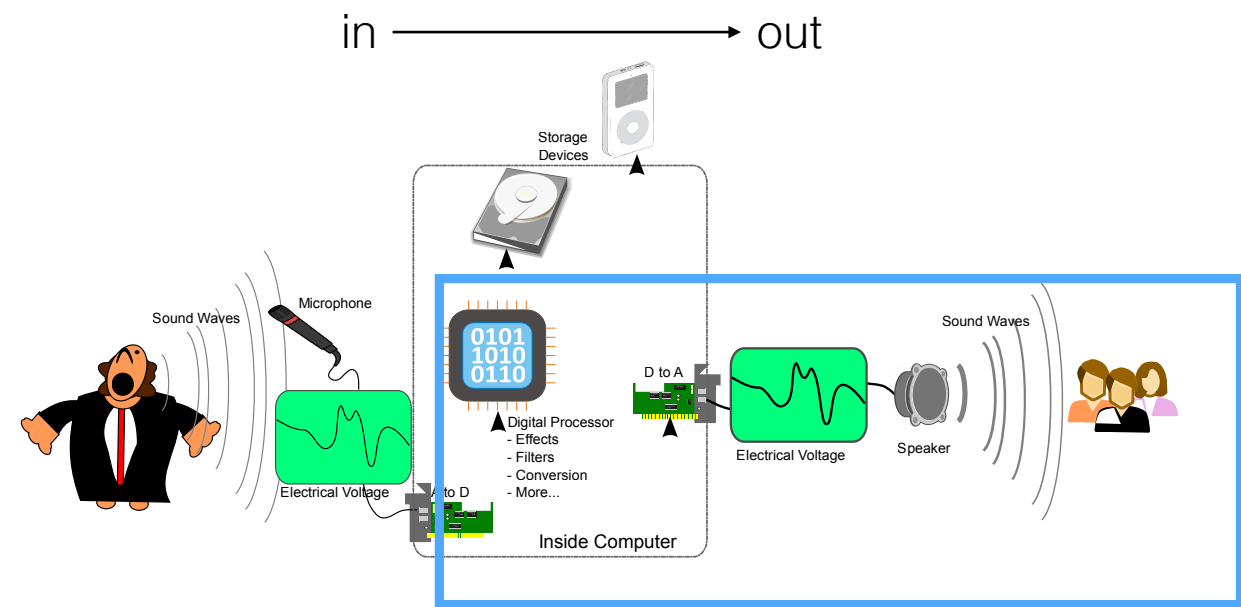 in out
Storage
Devices
Microphone
Sound Waves
Sound Waves
0101
1010
0110
D to A
Digital Processor
- Effects
- Filters
- Conversion
- More...
Electrical Voltage
Speaker
Electrical Voltage
A to D
Inside Computer